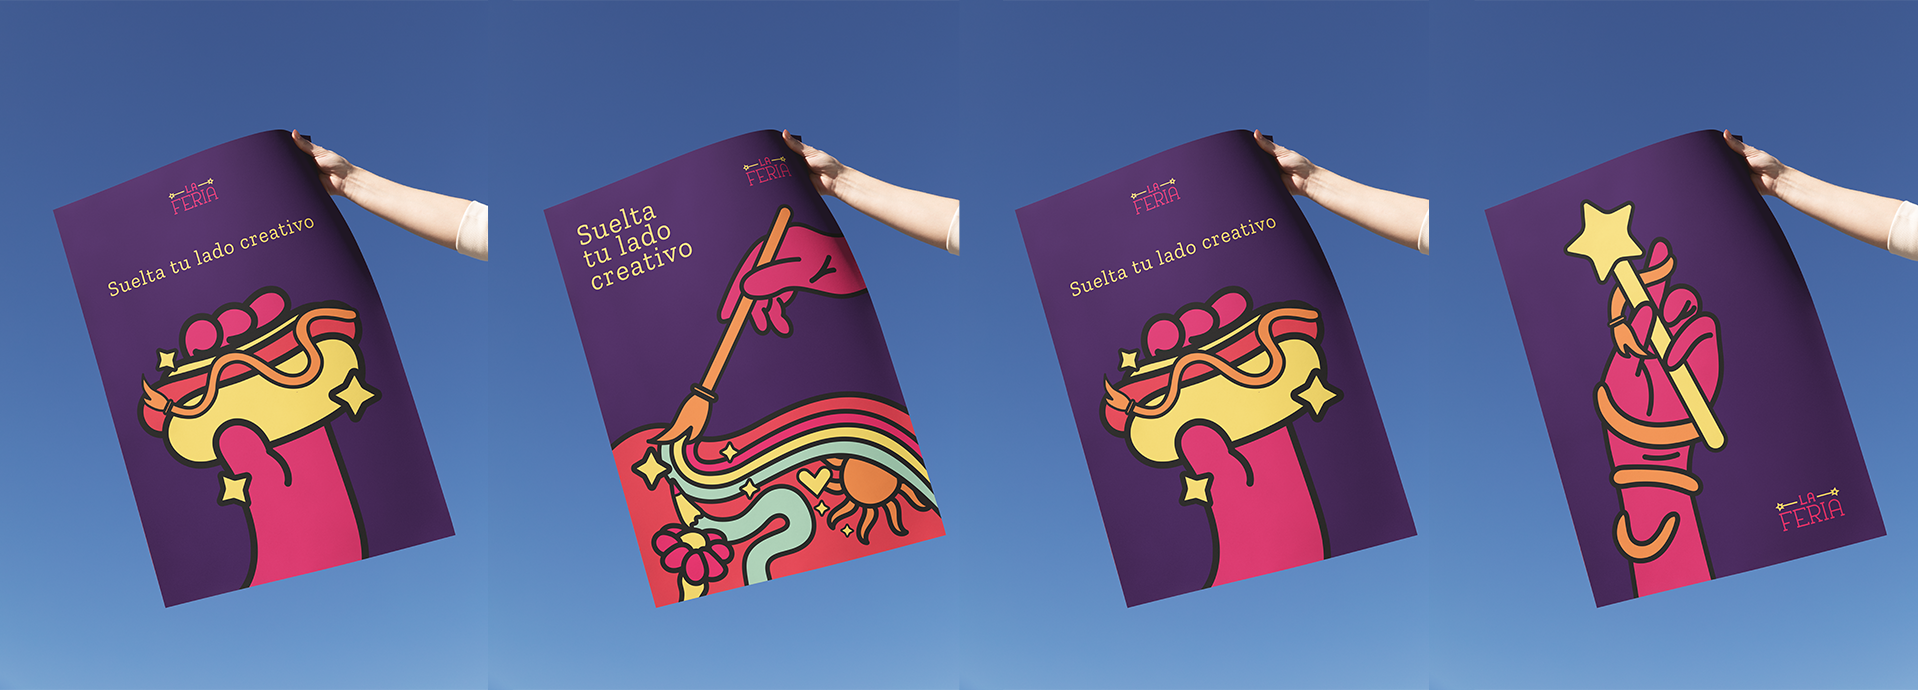 LA
FERIA
Suelta tu lado creativo
LA
FERIA
Suelta
tu lado
creativo
LA
FERIA
Suelta tu lado creativo
LA
FERIA